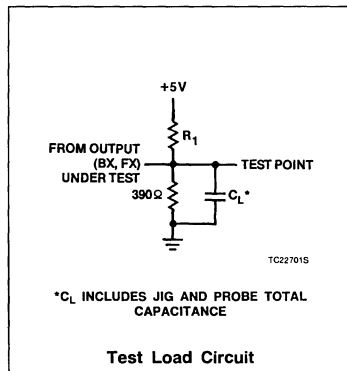 +5V
R1
FROM OUTPUT
(BX, FX)
UNDER TEST
TEST POINT
390Ω
CL*
TC22701S
*CL INCLUDES JIG AND PROBE TOTAL
CAPACITANCE
Test Load Circuit